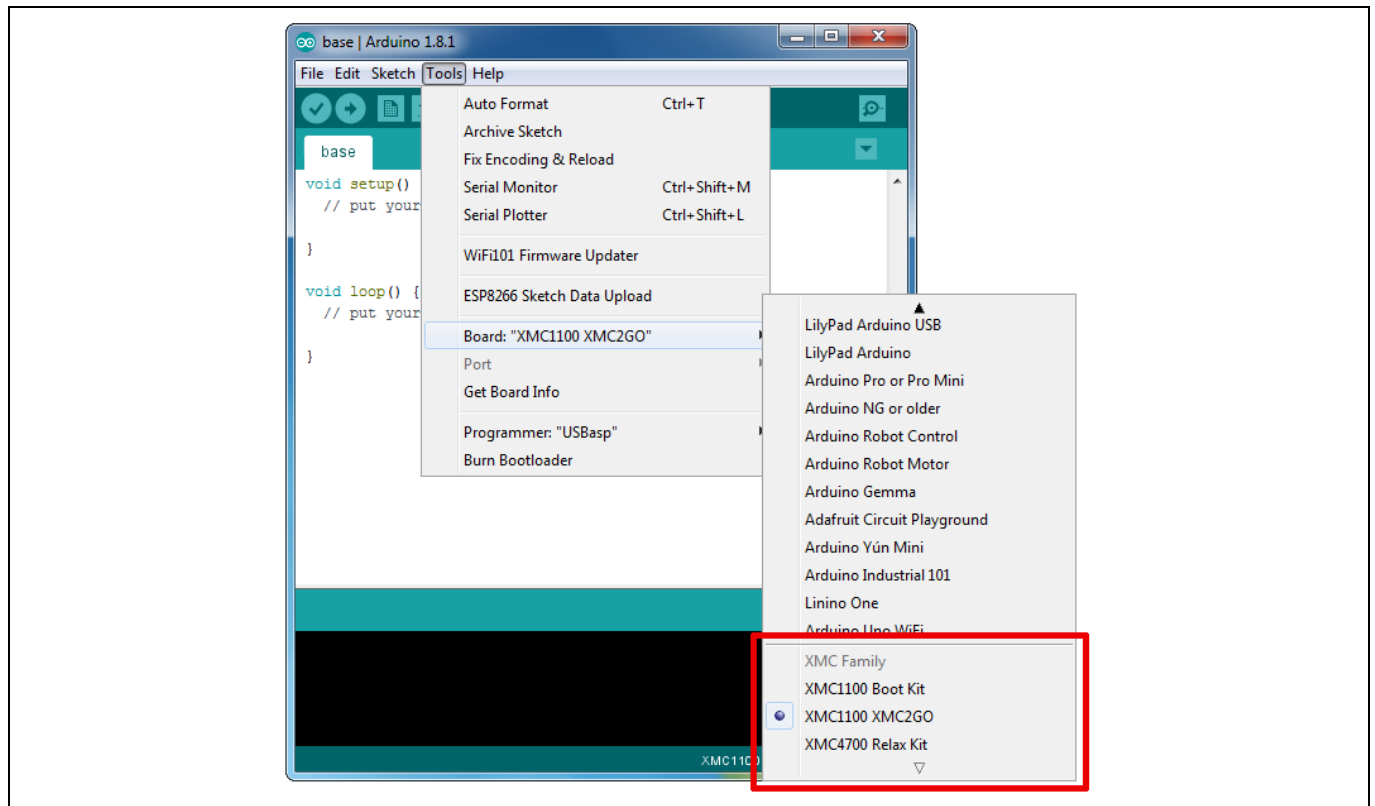 base | Arduino 1.8.1
File Edit Sketch Tools Help
Auto Format Ctrl+T
Archive Sketch
Fix Encoding & Reload
Serial Monitor Ctrl+Shift+M
Serial Plotter Ctrl+Shift+L
WiFi101 Firmware Updater
ESP8266 Sketch Data Upload
Board: "XMC1100 XMC2GO"
Port
Get Board Info
Programmer: "USBasp"
Burn Bootloader
base
void setup()
// put your
}
void loop() {
// put your
}
LilyPad Arduino USB
LilyPad Arduino
Arduino Pro or Pro Mini
Arduino NG or older
Arduino Robot Control
Arduino Robot Motor
Arduino Gemma
Adafruit Circuit Playground
Arduino Yún Mini
Arduino Industrial 101
Linino One
Arduino Uno WiFi
XMC Family
XMC1100 Boot Kit
XMC1100 XMC2GO
XMC4700 Relax Kit
XMC1100